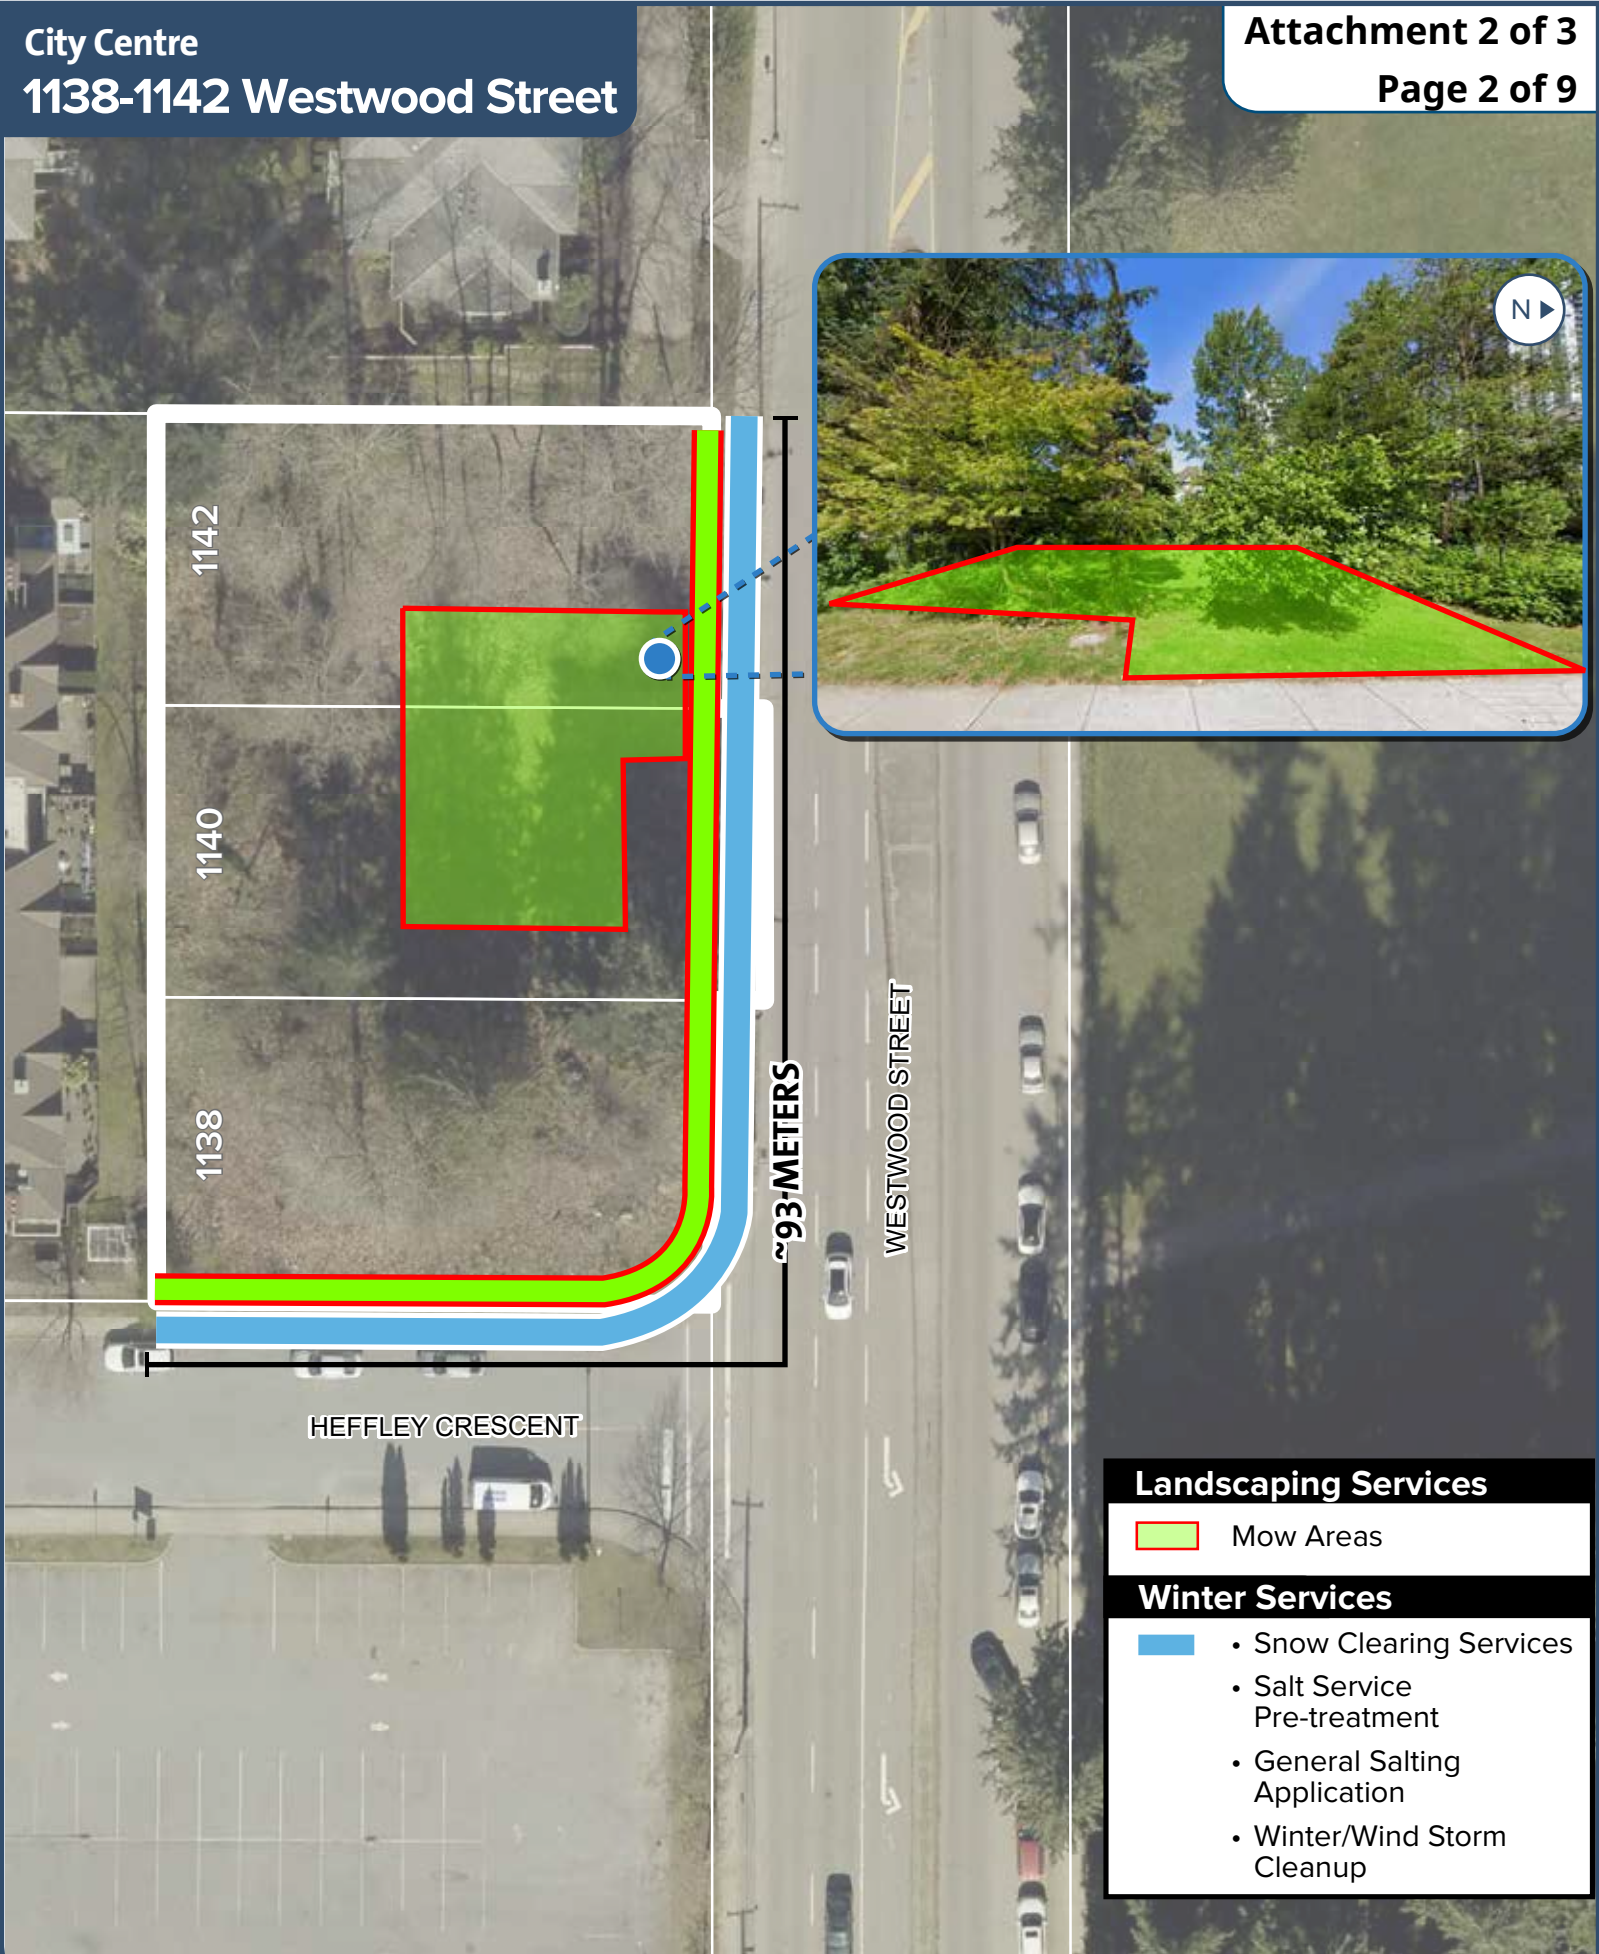 City Centre
1138-1142 Westwood Street
Attachment 2 of 3
Page 2 of 9
N
1142
1140
1138
~93 METERS
WESTWOOD STREET
HEFFLEY CRESCENT
Landscaping Services
Mow Areas
Winter Services
• Snow Clearing Services
• Salt Service
Pre-treatment
• General Salting
Application
• Winter/Wind Storm
Cleanup